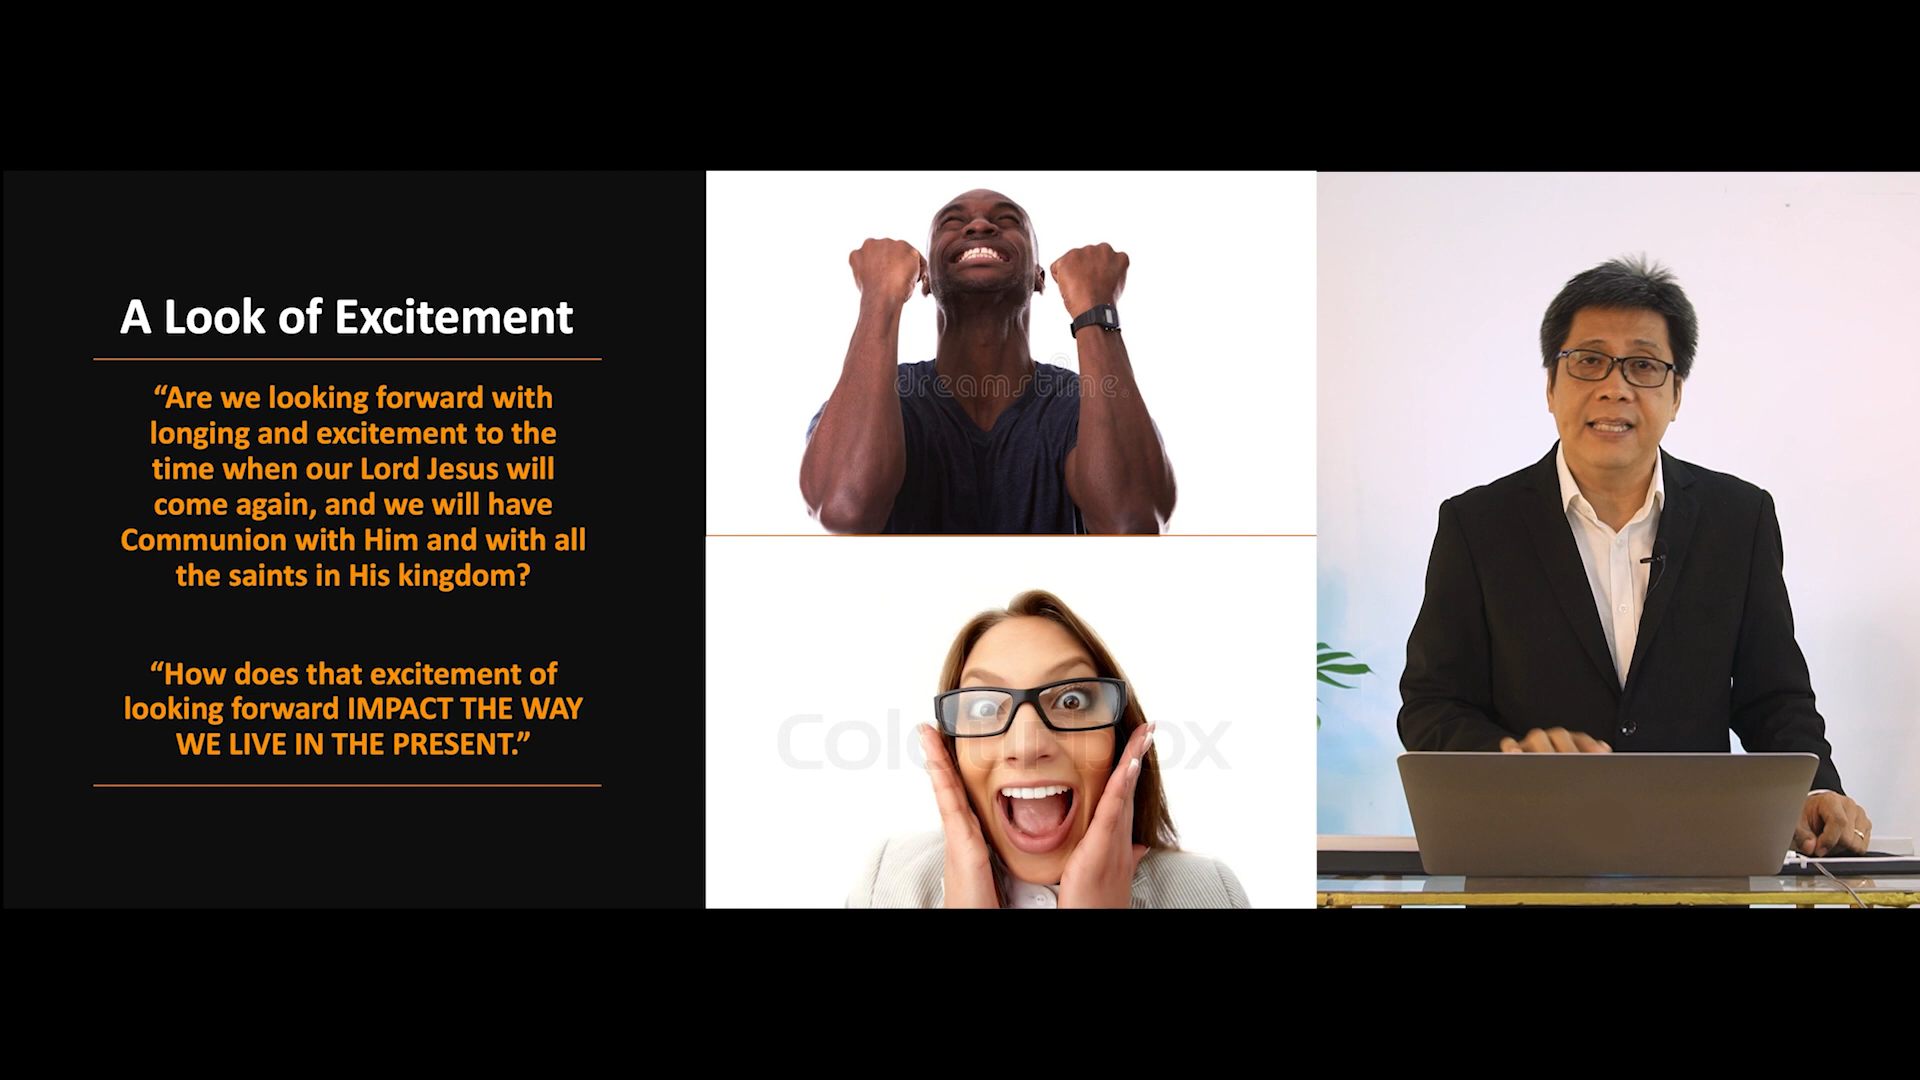 A Look of Excitement
“Are we looking forward with
longing and excitement to the
time when our Lord Jesus will
come again, and we will have
Communion with Him and with all
the saints in His kingdom?
“How does that excitement of
looking forward IMPACT THE WAY
WE LIVE IN THE PRESENT.”
dreamstime
Colourbox